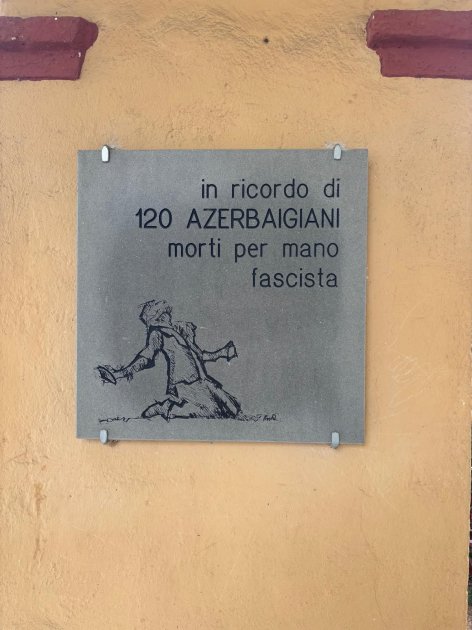 in ricordo di
120 AZERBAIGIANI
morti per mano
fascista